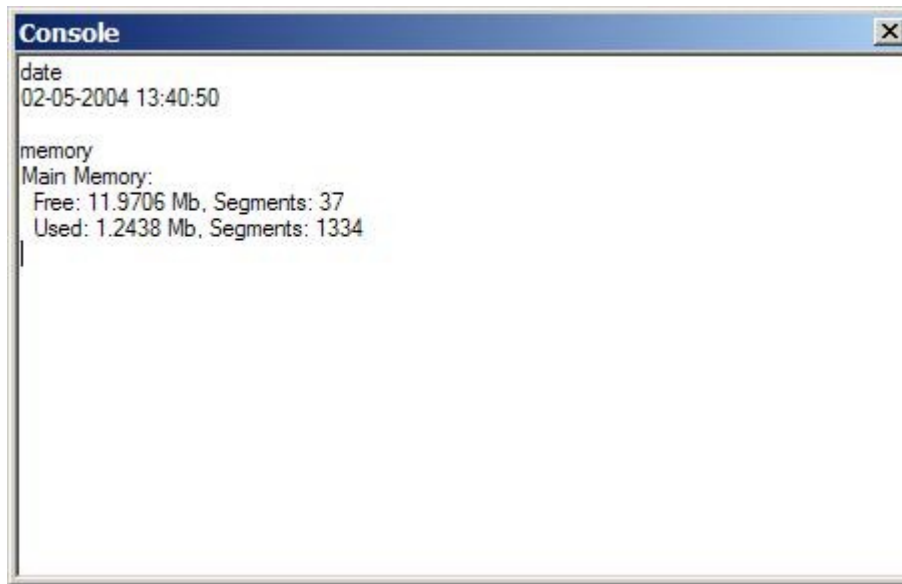 Console
date
02-05-2004 13:40:50
memory
Main Memory:
Free: 11.9706 Mb, Segments: 37
Used: 1.2438 Mb, Segments: 1334